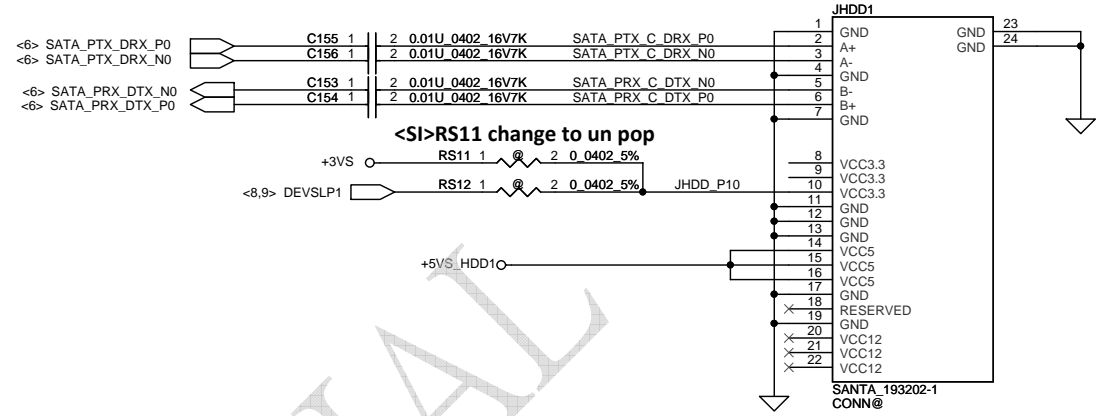 JHDD1
<6> SATA_PTX_DRX_P0 C155 1 2 0.01U_0402_16V7K SATA_PTX_C_DRX_P0
<6> SATA_PTX_DRX_N0 C156 1 2 0.01U_0402_16V7K SATA_PTX_C_DRX_N0
<6> SATA_PRX_DTX_N0 C153 1 2 0.01U_0402_16V7K SATA_PRX_C_DTX_N0
<6> SATA_PRX_DTX_P0 C154 1 2 0.01U_0402_16V7K SATA_PRX_C_DTX_P0
<SI>RS11 change to un pop
+3VS RS11 1 @ 2 0_0402_5%
<8,9> DEVSLP1 RS12 1 @ 2 0_0402_5% JHDD_P10
+5VS_HDD1
1 GND GND 23
2 A+ GND 24
3 A-
4 GND
5 B-
6 B+
7 GND
8 VCC3.3
9 VCC3.3
10 VCC3.3
11 GND
12 GND
13 GND
14 VCC5
15 VCC5
16 VCC5
17 GND
18 RESERVED
19 GND
20 VCC12
21 VCC12
22 VCC12
SANTA_193202-1
CONN@